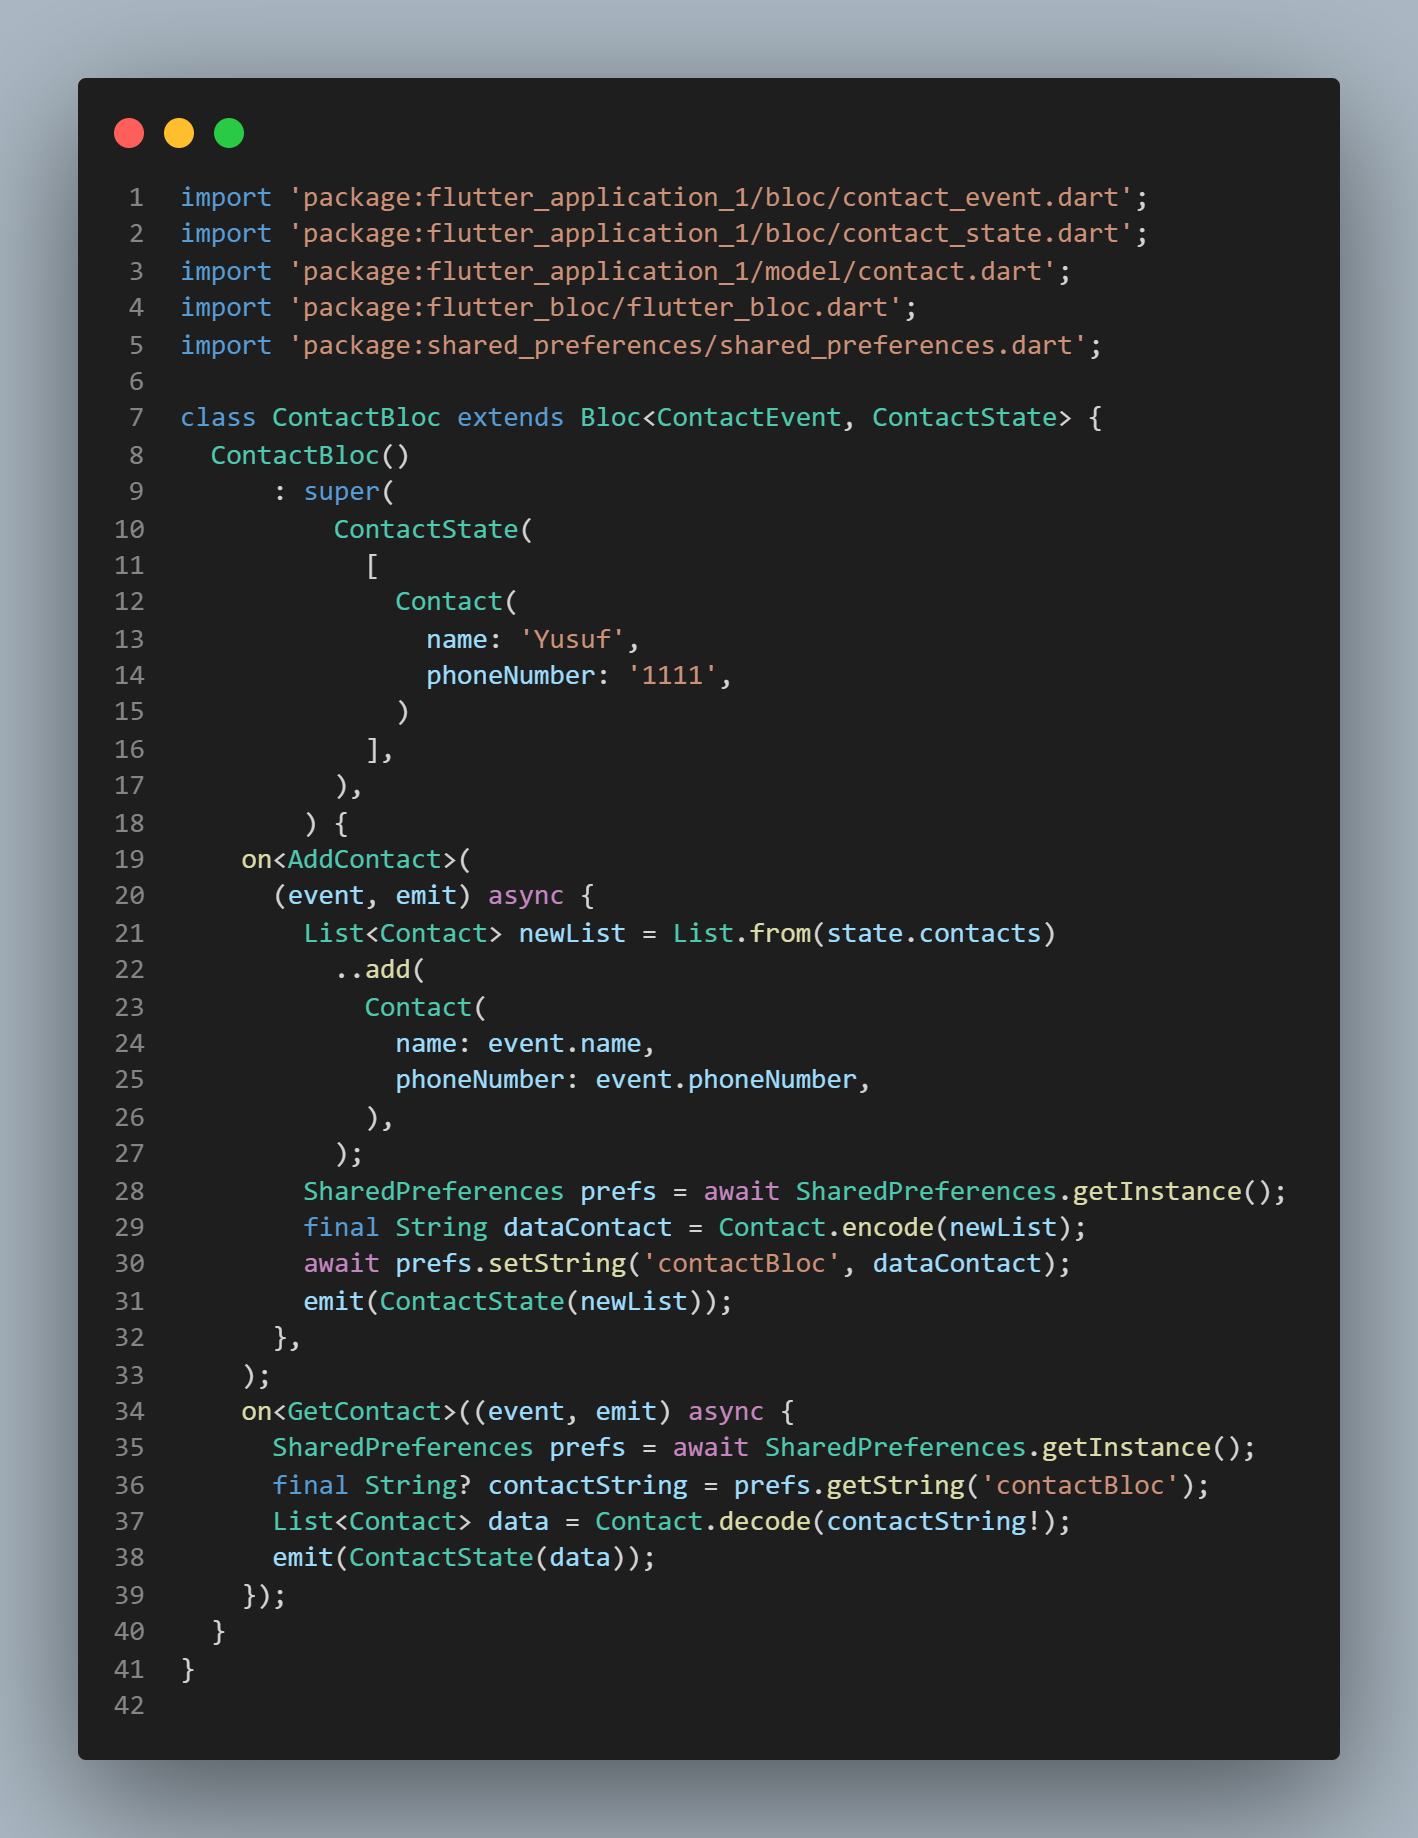 1 import 'package:flutter_application_1/bloc/contact_event.dart';
2 import 'package:flutter_application_1/bloc/contact_state.dart';
3 import 'package:flutter_application_1/model/contact.dart';
4 import 'package:flutter_bloc/flutter_bloc.dart';
5 import 'package:shared_preferences/shared_preferences.dart';
6
7 class ContactBloc extends Bloc<ContactEvent, ContactState> {
8   ContactBloc()
9       : super(
10           ContactState(
11             [
12               Contact(
13                 name: 'Yusuf',
14                 phoneNumber: '1111',
15               )
16             ],
17           ),
18         ) {
19     on<AddContact>(
20       (event, emit) async {
21         List<Contact> newList = List.from(state.contacts)
22           ..add(
23             Contact(
24               name: event.name,
25               phoneNumber: event.phoneNumber,
26             ),
27           );
28         SharedPreferences prefs = await SharedPreferences.getInstance();
29         final String dataContact = Contact.encode(newList);
30         await prefs.setString('contactBloc', dataContact);
31         emit(ContactState(newList));
32       },
33     );
34     on<GetContact>((event, emit) async {
35       SharedPreferences prefs = await SharedPreferences.getInstance();
36       final String? contactString = prefs.getString('contactBloc');
37       List<Contact> data = Contact.decode(contactString!);
38       emit(ContactState(data));
39     });
40   }
41 }
42